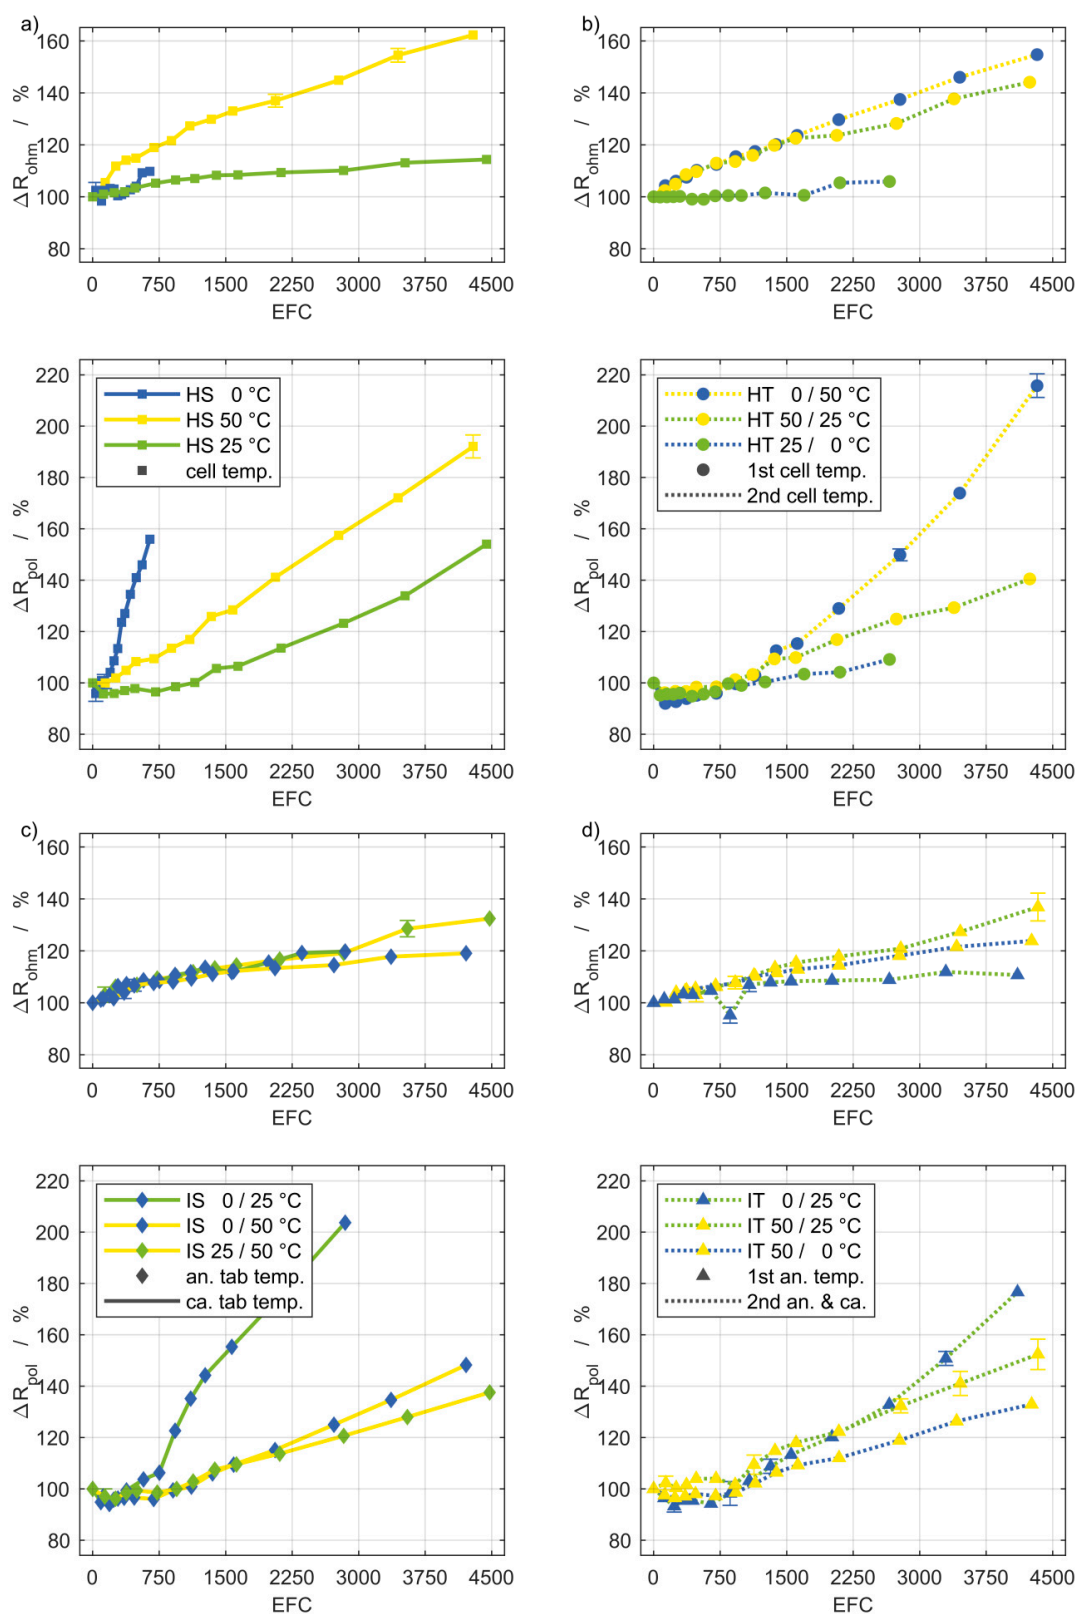 a)
b)
160
140
120
100
80
ΔR_ohm / %
0 750 1500 2250 3000 3750 4500
EFC
160
140
120
100
80
ΔR_ohm / %
0 750 1500 2250 3000 3750 4500
EFC
220
200
180
160
140
120
100
80
ΔR_pol / %
HS 0 °C
HS 50 °C
HS 25 °C
cell temp.
0 750 1500 2250 3000 3750 4500
EFC
220
200
180
160
140
120
100
80
ΔR_pol / %
HT 0 / 50 °C
HT 50 / 25 °C
HT 25 / 0 °C
1st cell temp.
2nd cell temp.
0 750 1500 2250 3000 3750 4500
EFC
c)
d)
160
140
120
100
80
ΔR_ohm / %
0 750 1500 2250 3000 3750 4500
EFC
160
140
120
100
80
ΔR_ohm / %
0 750 1500 2250 3000 3750 4500
EFC
220
200
180
160
140
120
100
80
ΔR_pol / %
IS 0 / 25 °C
IS 0 / 50 °C
IS 25 / 50 °C
an. tab temp.
ca. tab temp.
0 750 1500 2250 3000 3750 4500
EFC
220
200
180
160
140
120
100
80
ΔR_pol / %
IT 0 / 25 °C
IT 50 / 25 °C
IT 50 / 0 °C
1st an. temp.
2nd an. & ca.
0 750 1500 2250 3000 3750 4500
EFC